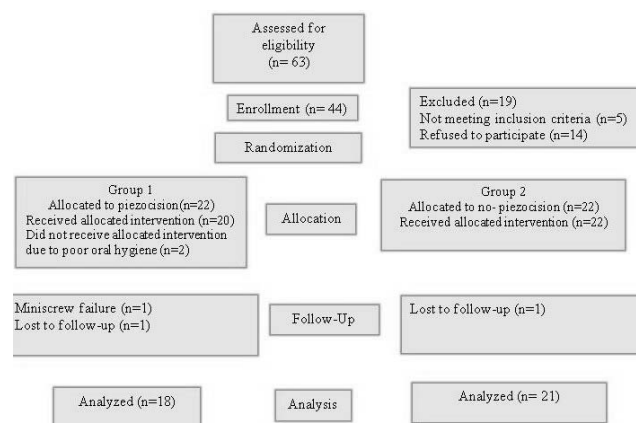 Assessed for
eligibility
(n= 63)
Enrollment (n= 44)
Excluded (n=19)
Not meeting inclusion criteria (n=5)
Refused to participate (n=14)
Randomization
Group 1
Allocated to piezocision (n=22)
Received allocated intervention (n=20)
Did not receive allocated intervention
due to poor oral hygiene (n=2)
Allocation
Group 2
Allocated to no- piezocision (n=22)
Received allocated intervention (n=22)
Miniscrew failure (n=1)
Lost to follow-up (n=1)
Follow-Up
Lost to follow-up (n=1)
Analyzed (n=18)
Analysis
Analyzed (n= 21)